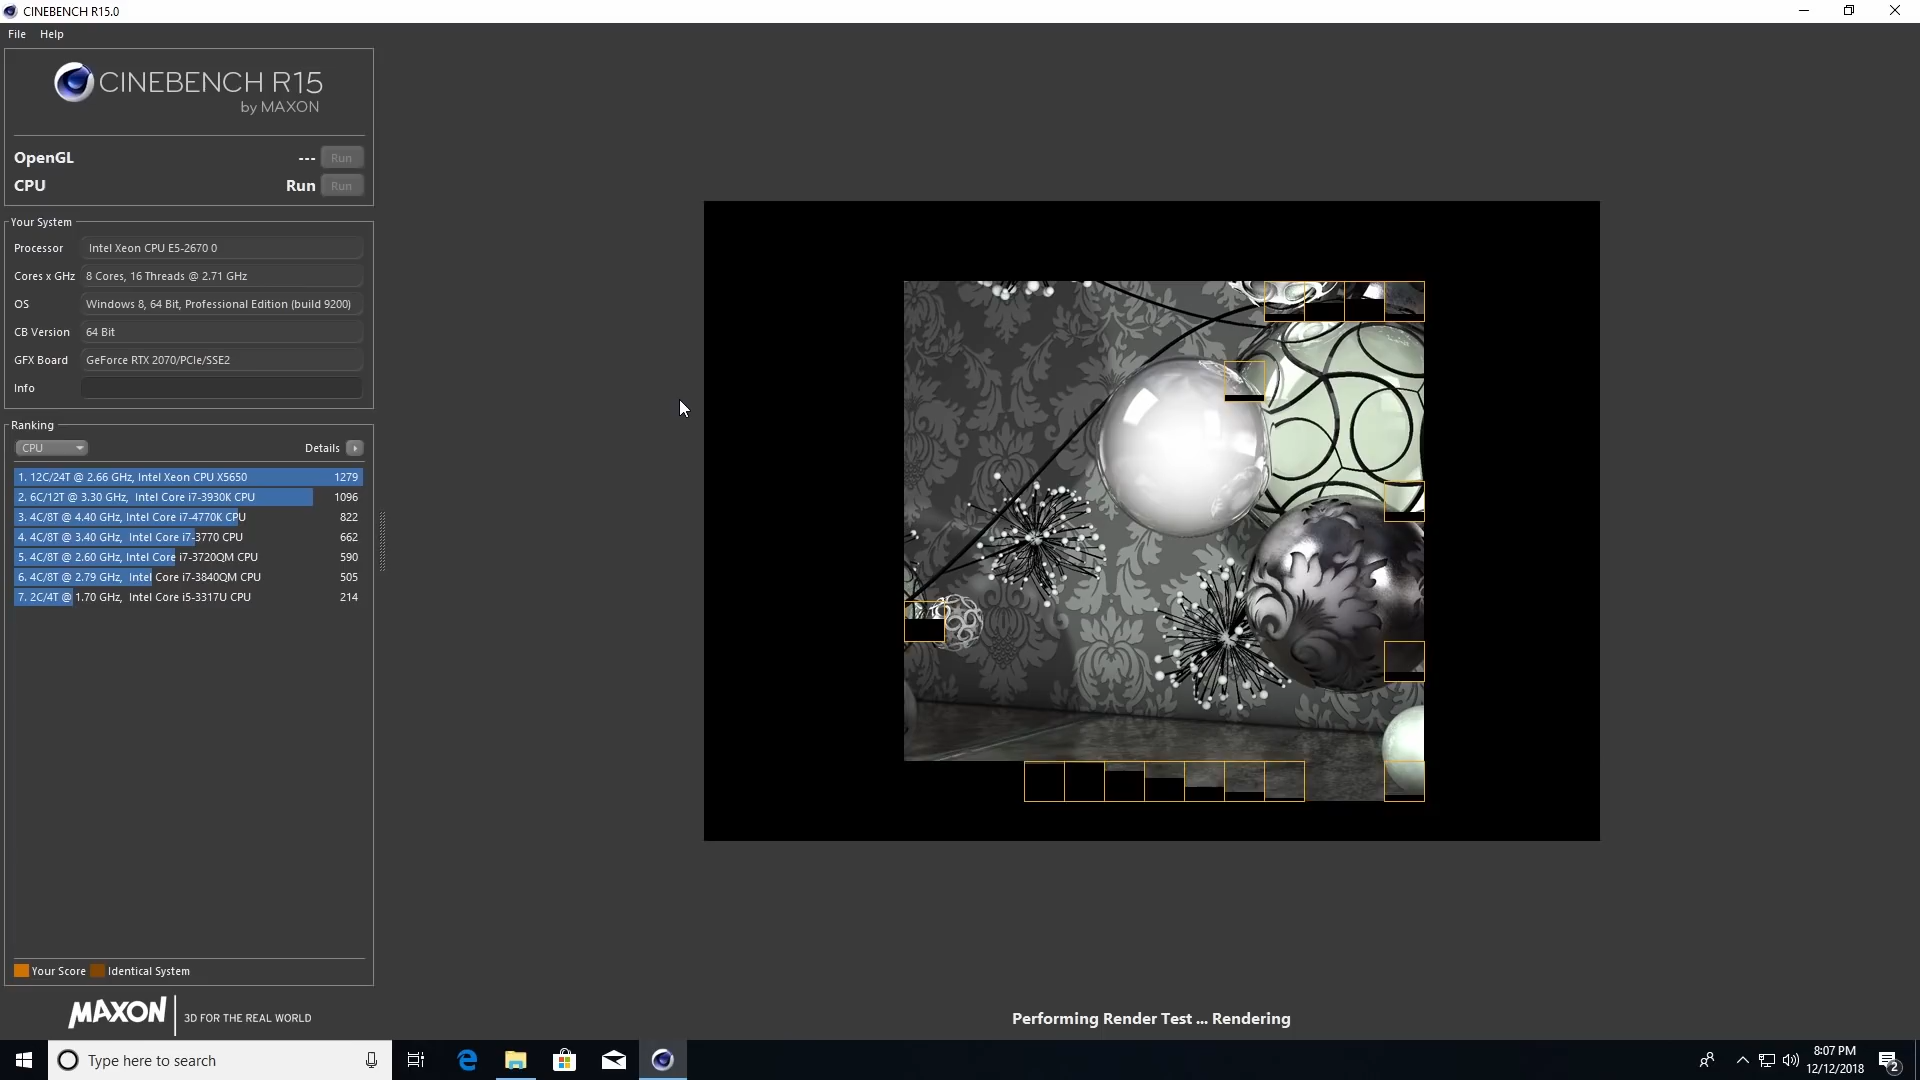 CINEBENCH R15.0
File Help
CINEBENCH R15
by MAXON
OpenGL --- Run
CPU Run Run
Your System
Processor Intel Xeon CPU E5-2670 0
Cores x GHz 8 Cores, 16 Threads @ 2.71 GHz
OS Windows 8, 64 Bit, Professional Edition (build 9200)
CB Version 64 Bit
GFX Board GeForce RTX 2070/PCIe/SSE2
Info
Ranking
CPU Details
1. 12C/24T @ 2.66 GHz, Intel Xeon CPU X5650 1279
2. 6C/12T @ 3.30 GHz, Intel Core i7-3930K CPU 1096
3. 4C/8T @ 4.40 GHz, Intel Core i7-4770K CPU 822
4. 4C/8T @ 3.40 GHz, Intel Core i7-3770 CPU 662
5. 4C/8T @ 2.60 GHz, Intel Core i7-3720QM CPU 590
6. 4C/8T @ 2.79 GHz, Intel Core i7-3840QM CPU 505
7. 2C/4T @ 1.70 GHz, Intel Core i5-3317U CPU 214
Your Score Identical System
MAXON 3D FOR THE REAL WORLD
Performing Render Test ... Rendering
Type here to search
8:07 PM
12/12/2018
2